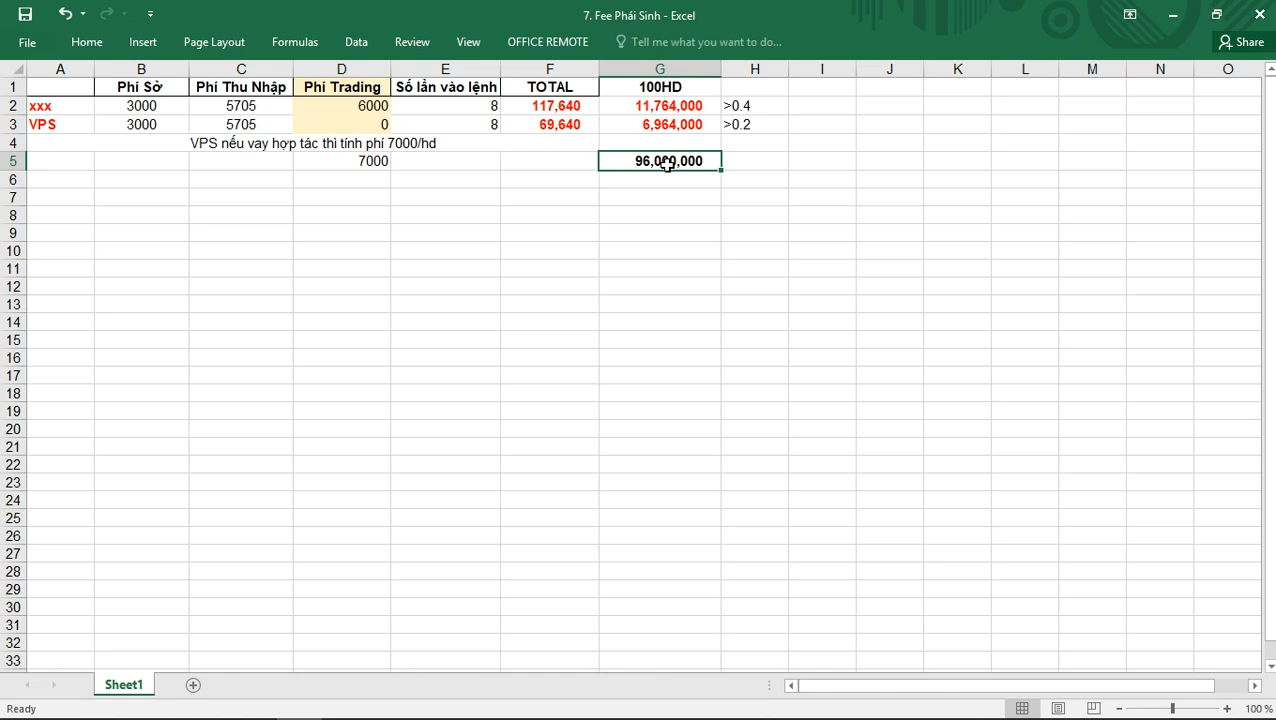 7. Fee Phái Sinh - Excel
File Home Insert Page Layout Formulas Data Review View OFFICE REMOTE Tell me what you want to do... Share
A B C D E F G H I J K L M N O
1 Phí Sở Phí Thu Nhập Phí Trading Số lần vào lệnh TOTAL 100HD
2 xxx 3000 5705 6000 8 117,640 11,764,000 >0.4
3 VPS 3000 5705 0 8 69,640 6,964,000 >0.2
4 VPS nếu vay hợp tác thì tính phí 7000/hd
5 7000 96,000,000
6
7
8
9
10
11
12
13
14
15
16
17
18
19
20
21
22
23
24
25
26
27
28
29
30
31
32
33
Sheet1
Ready 100 %